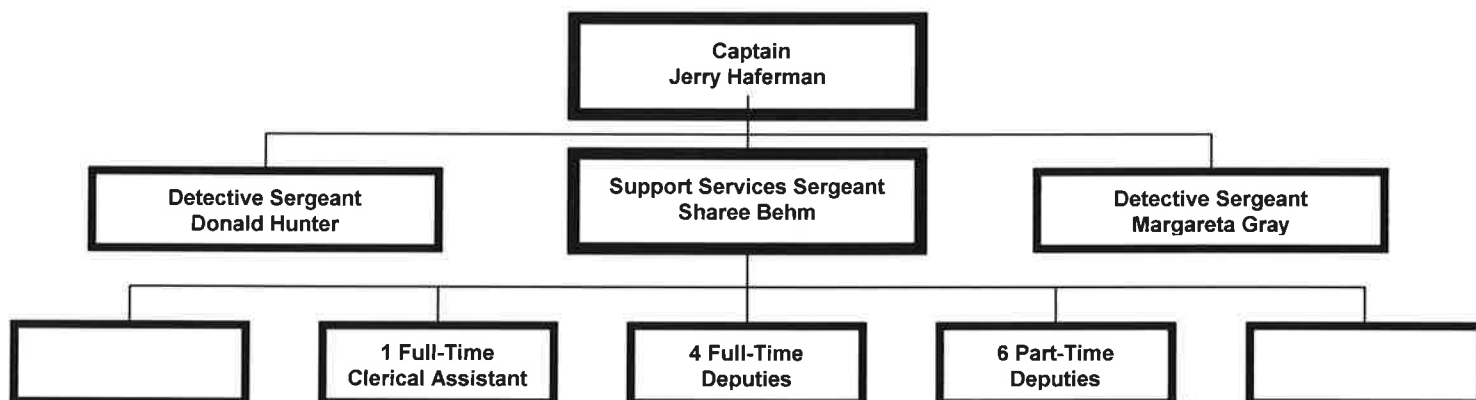 Captain
Jerry Haferman
Detective Sergeant
Donald Hunter
Support Services Sergeant
Sharee Behm
Detective Sergeant
Margareta Gray
1 Full-Time
Clerical Assistant
4 Full-Time
Deputies
6 Part-Time
Deputies